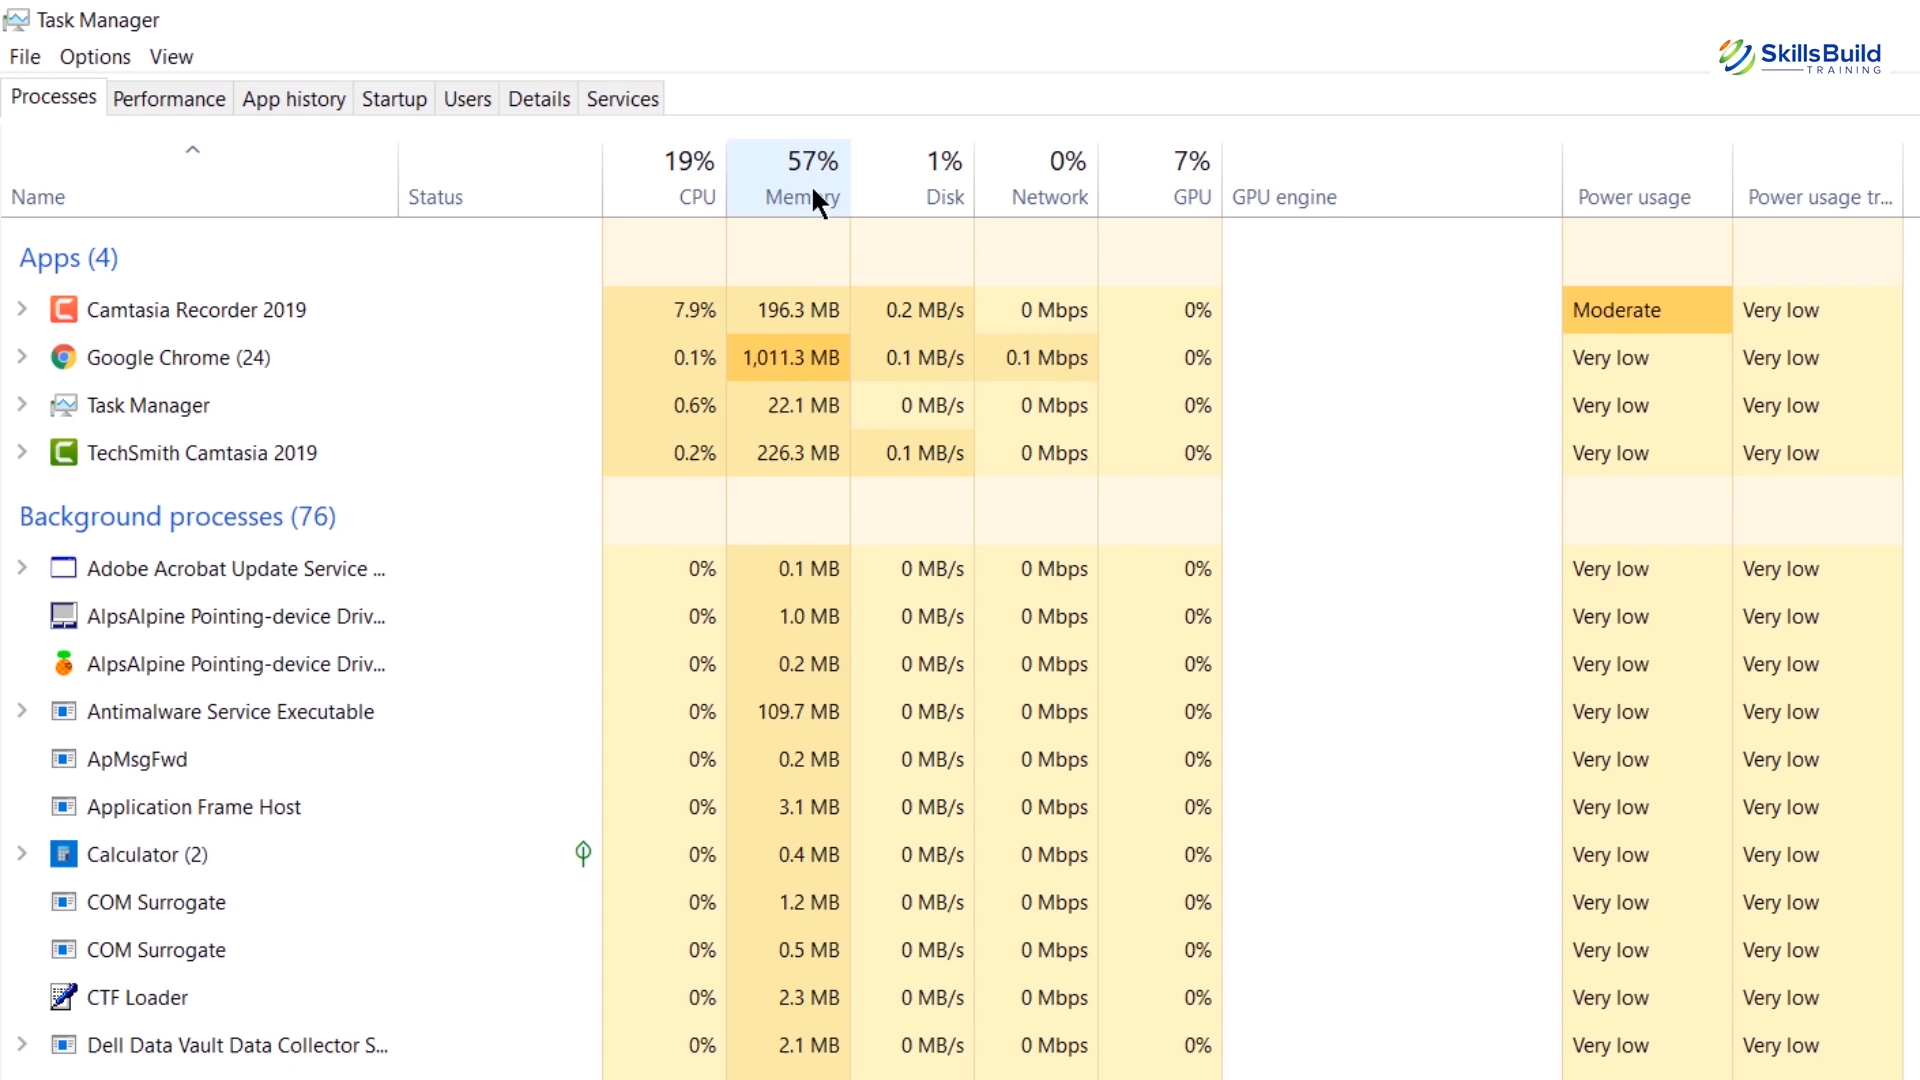 Task Manager
File Options View
SkillsBuild
TRAINING
Processes Performance App history Startup Users Details Services
19% 57% 1% 0% 7%
Name Status CPU Memory Disk Network GPU GPU engine Power usage Power usage tr...
Apps (4)
Camtasia Recorder 2019 7.9% 196.3 MB 0.2 MB/s 0 Mbps 0% Moderate Very low
Google Chrome (24) 0.1% 1,011.3 MB 0.1 MB/s 0.1 Mbps 0% Very low Very low
Task Manager 0.6% 22.1 MB 0 MB/s 0 Mbps 0% Very low Very low
TechSmith Camtasia 2019 0.2% 226.3 MB 0.1 MB/s 0 Mbps 0% Very low Very low
Background processes (76)
Adobe Acrobat Update Service ... 0% 0.1 MB 0 MB/s 0 Mbps 0% Very low Very low
AlpsAlpine Pointing-device Driv... 0% 1.0 MB 0 MB/s 0 Mbps 0% Very low Very low
AlpsAlpine Pointing-device Driv... 0% 0.2 MB 0 MB/s 0 Mbps 0% Very low Very low
Antimalware Service Executable 0% 109.7 MB 0 MB/s 0 Mbps 0% Very low Very low
ApMsgFwd 0% 0.2 MB 0 MB/s 0 Mbps 0% Very low Very low
Application Frame Host 0% 3.1 MB 0 MB/s 0 Mbps 0% Very low Very low
Calculator (2) 0% 0.4 MB 0 MB/s 0 Mbps 0% Very low Very low
COM Surrogate 0% 1.2 MB 0 MB/s 0 Mbps 0% Very low Very low
COM Surrogate 0% 0.5 MB 0 MB/s 0 Mbps 0% Very low Very low
CTF Loader 0% 2.3 MB 0 MB/s 0 Mbps 0% Very low Very low
Dell Data Vault Data Collector S... 0% 2.1 MB 0 MB/s 0 Mbps 0% Very low Very low